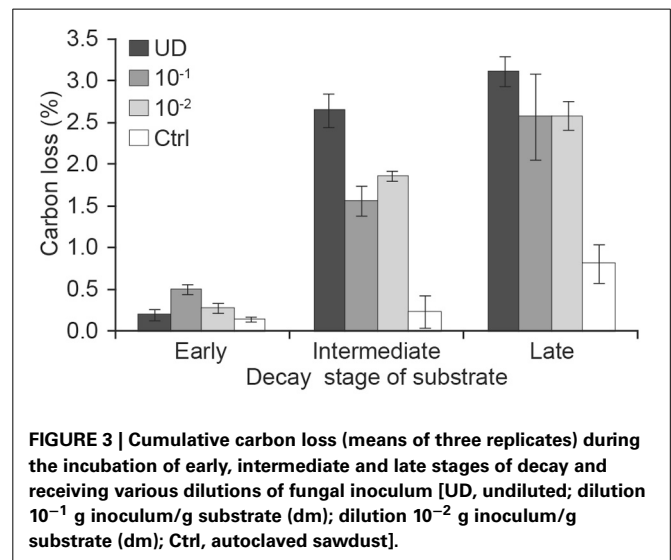 UD
10⁻¹
10⁻²
Ctrl
Carbon loss (%)
3.5
3.0
2.5
2.0
1.5
1.0
0.5
0.0
Early Intermediate Late
Decay stage of substrate
FIGURE 3 | Cumulative carbon loss (means of three replicates) during
the incubation of early, intermediate and late stages of decay and
receiving various dilutions of fungal inoculum [UD, undiluted; dilution
10⁻¹ g inoculum/g substrate (dm); dilution 10⁻² g inoculum/g
substrate (dm); Ctrl, autoclaved sawdust].